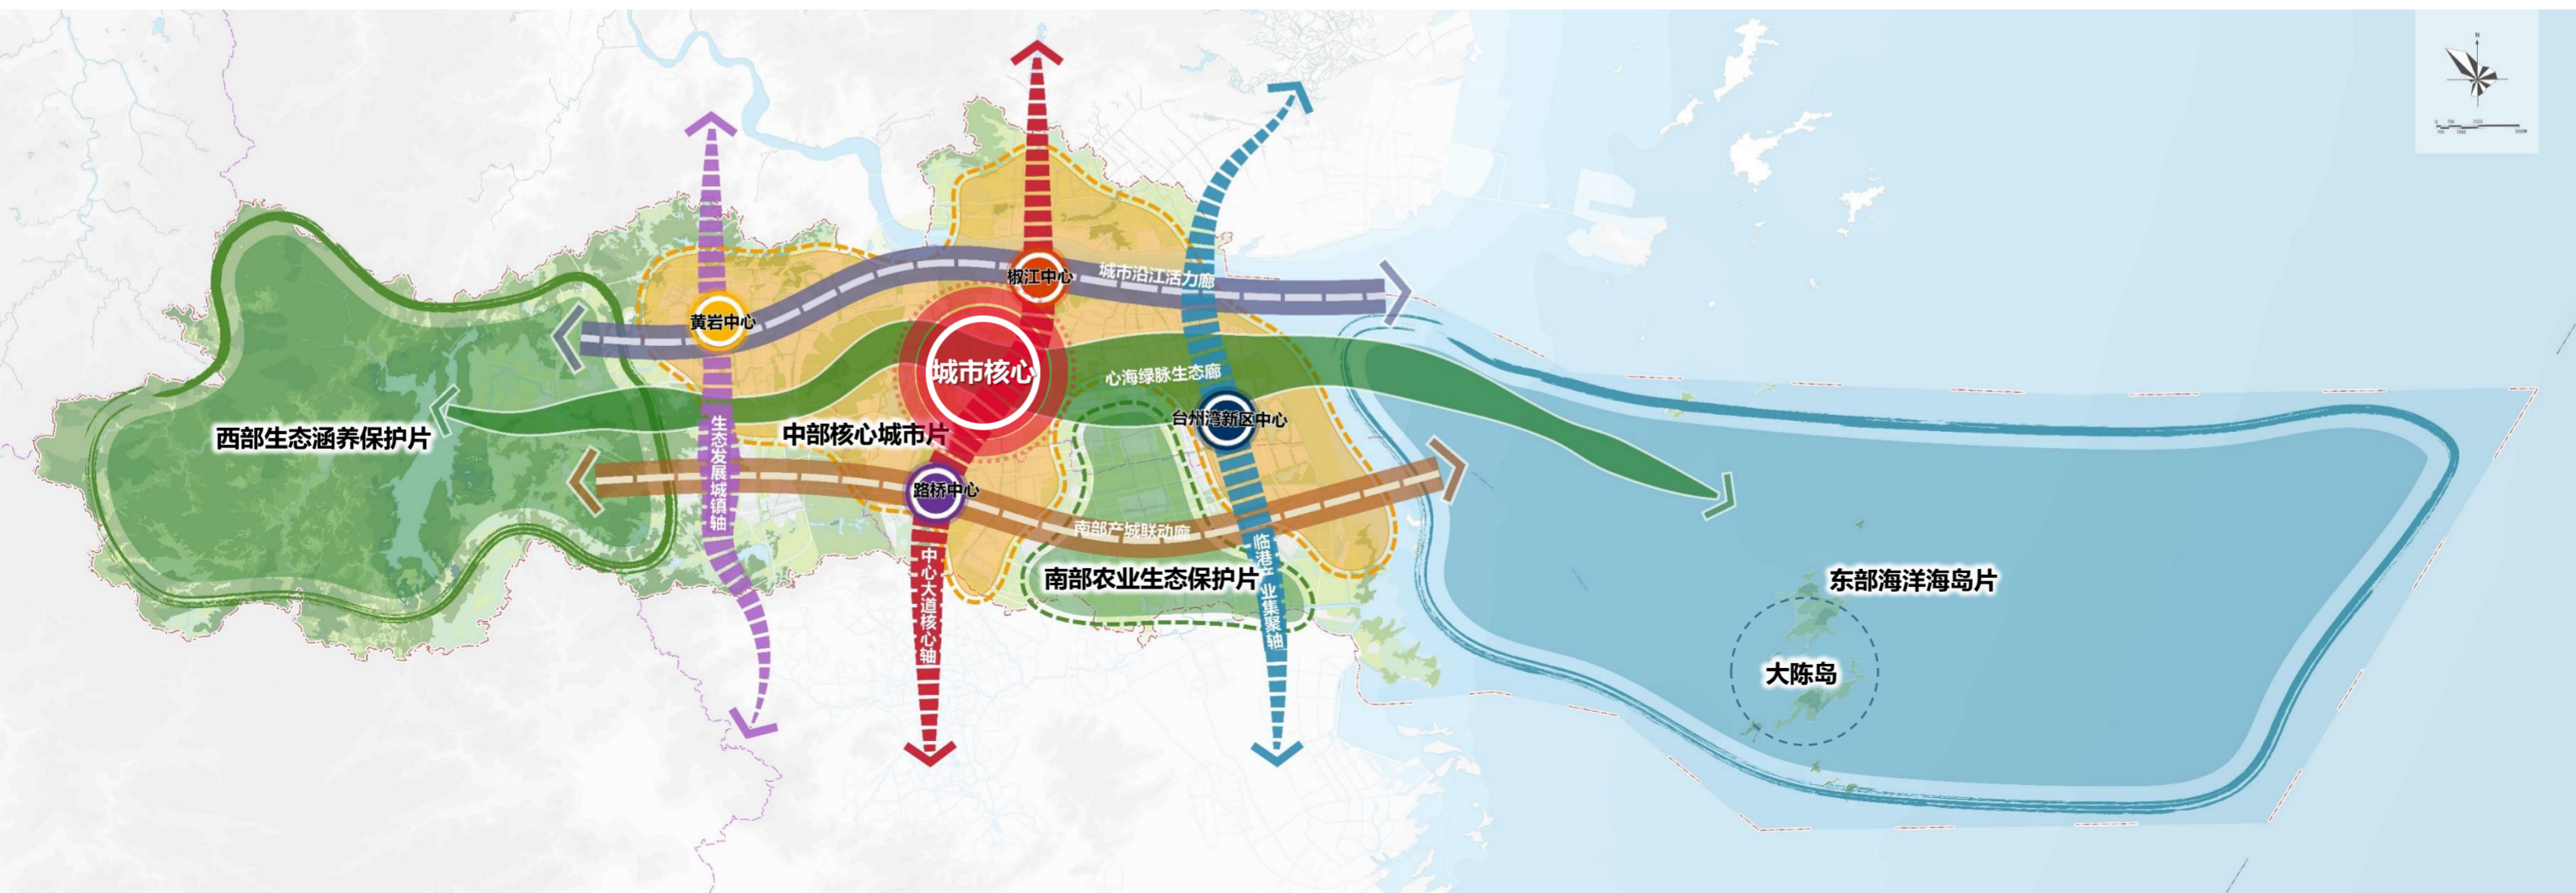 N
椒江中心
城市沿江活力廊
黄岩中心
城市核心
心海绿脉生态廊
台州湾新区中心
西部生态涵养保护片
中部核心城市片
生态发展城镇轴
路桥中心
南部产城联动廊
中心大道核心轴
南部农业生态保护片
临港产业集聚轴
东部海洋海岛片
大陈岛